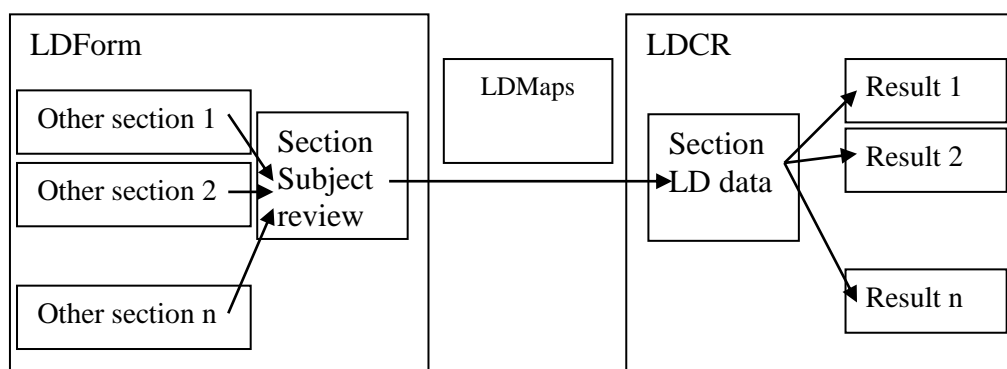 LDForm
Other section 1
Other section 2
Other section n
Section
Subject
review
LDMaps
LDCR
Section
LD data
Result 1
Result 2
Result n